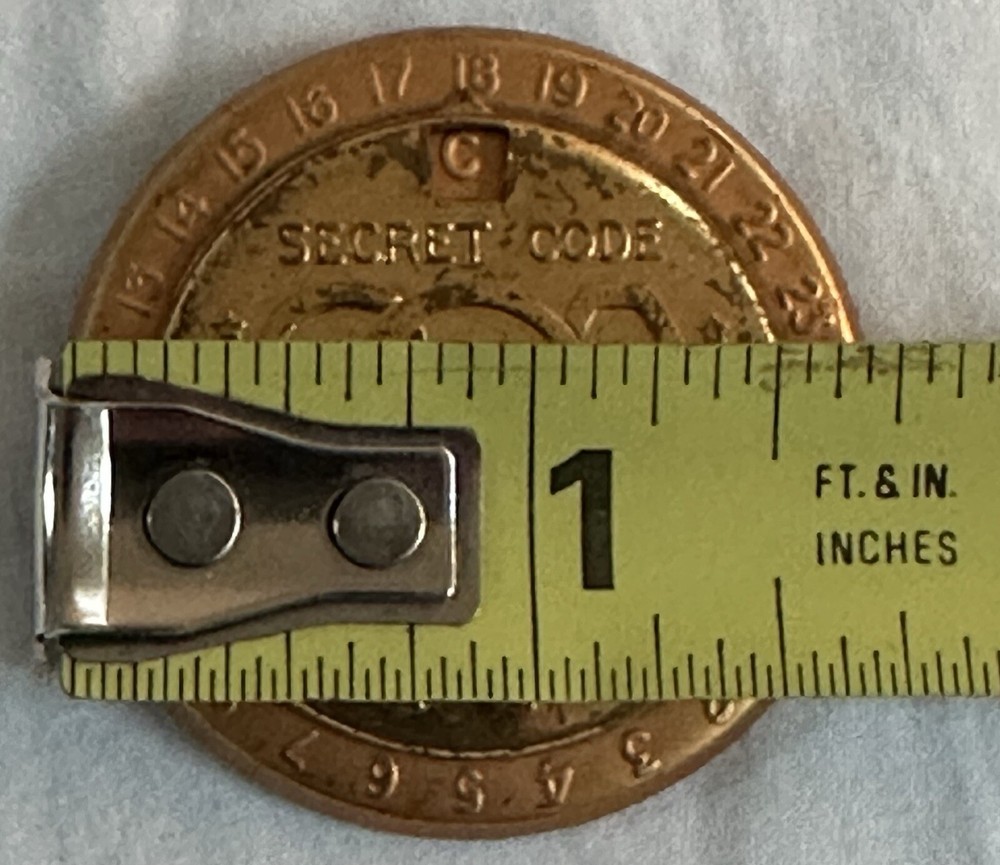 13 14 15 16 17 18 19 20 21 22 23
C
SECRET CODE
1
FT. & IN.
INCHES
7 6 5 4 3